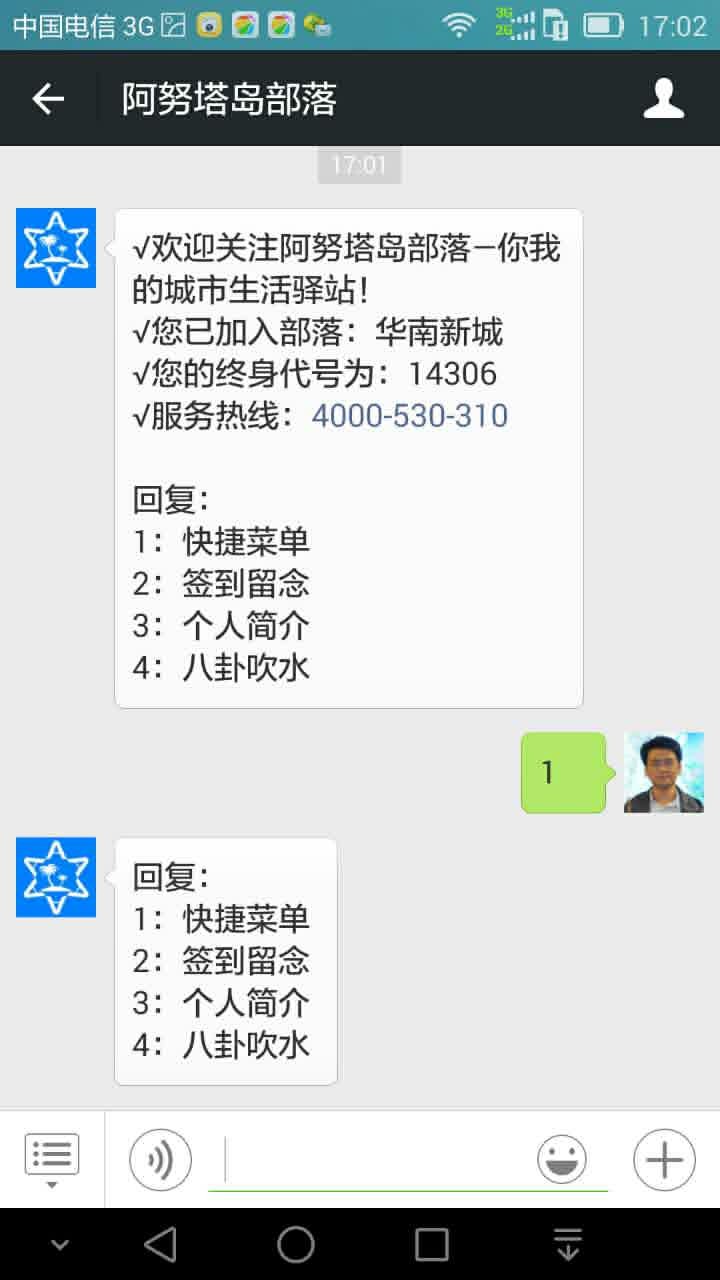 中国电信 3G
3G
2G
17:02
阿努塔岛部落
17:01
√欢迎关注阿努塔岛部落—你我
的城市生活驿站!
√您已加入部落：华南新城
√您的终身代号为：14306
√服务热线：4000-530-310
回复：
1：快捷菜单
2：签到留念
3：个人简介
4：八卦吹水
1
回复：
1：快捷菜单
2：签到留念
3：个人简介
4：八卦吹水